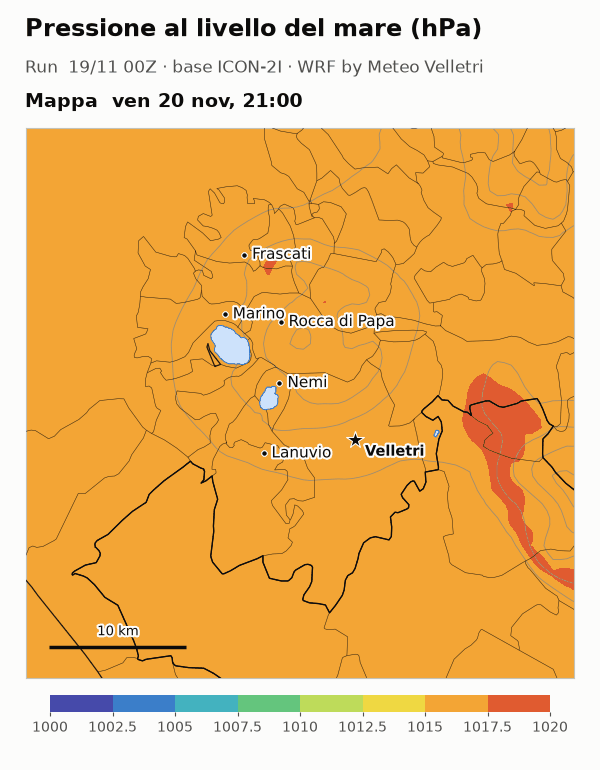 Pressione al livello del mare (hPa)
Run  19/11 00Z · base ICON-2I · WRF by Meteo Velletri
Mappa  ven 20 nov, 21:00
Frascati
Marino
Rocca di Papa
Nemi
Velletri
Lanuvio
10 km
1000 1002.5 1005 1007.5 1010 1012.5 1015 1017.5 1020